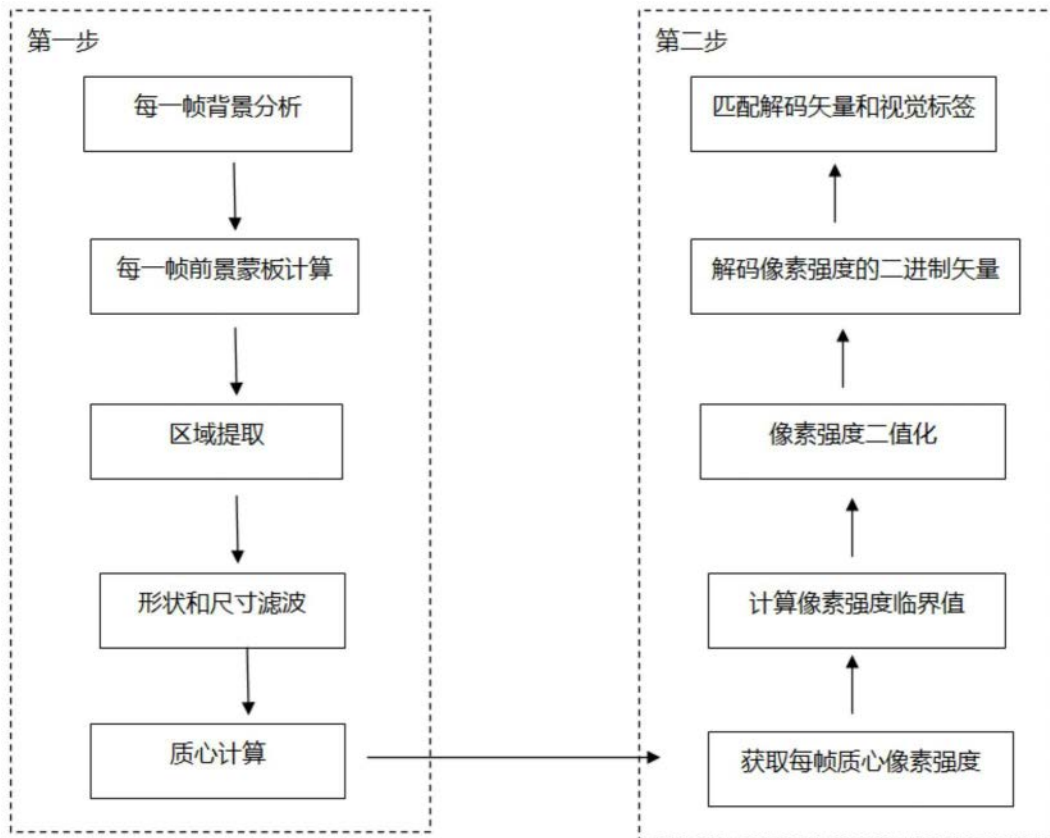 第一步
每一帧背景分析
每一帧前景蒙板计算
区域提取
形状和尺寸滤波
质心计算
第二步
匹配解码矢量和视觉标签
解码像素强度的二进制矢量
像素强度二值化
计算像素强度临界值
获取每帧质心像素强度